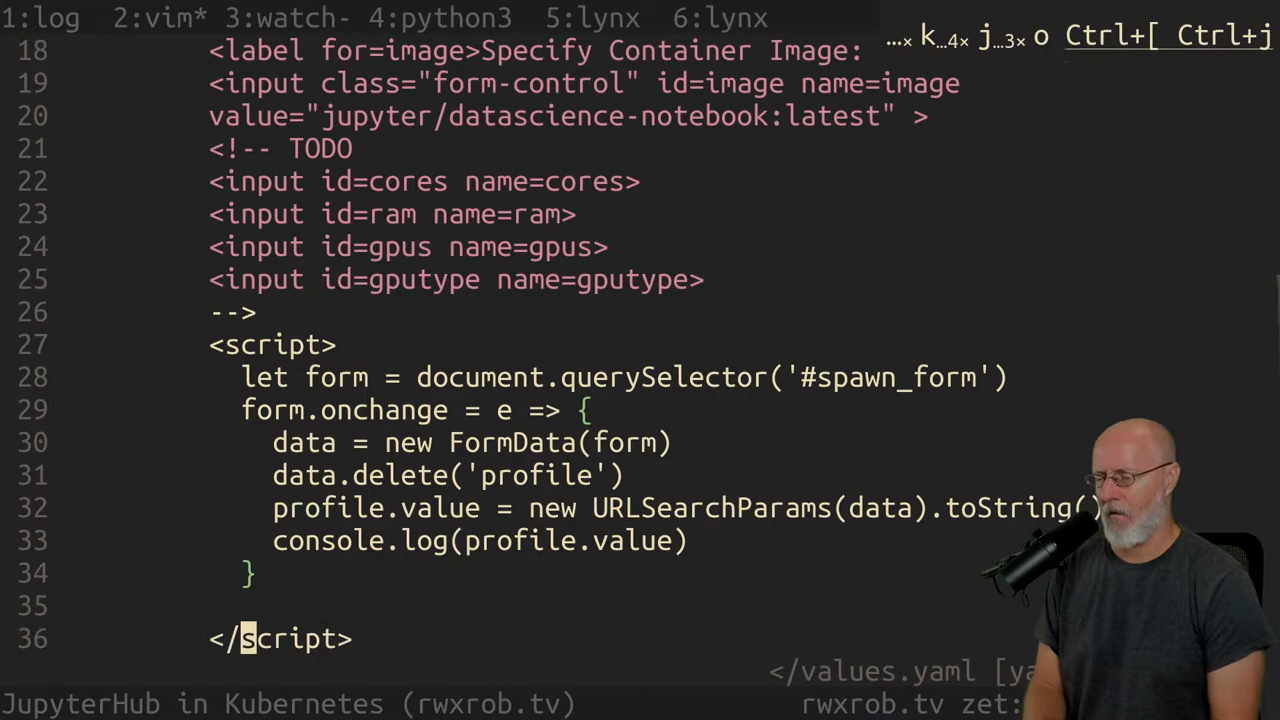 1:log 2:vim* 3:watch- 4:python3 5:lynx 6:lynx
…× k…4× j…3× o Ctrl+[ Ctrl+j
18 <label for=image>Specify Container Image:
19 <input class="form-control" id=image name=image
20 value="jupyter/datascience-notebook:latest" >
21 <!-- TODO
22 <input id=cores name=cores>
23 <input id=ram name=ram>
24 <input id=gpus name=gpus>
25 <input id=gputype name=gputype>
26 -->
27 <script>
28 let form = document.querySelector('#spawn_form')
29 form.onchange = e => {
30 data = new FormData(form)
31 data.delete('profile')
32 profile.value = new URLSearchParams(data).toString()
33 console.log(profile.value)
34 }
35
36 </script>
</values.yaml [ya
JupyterHub in Kubernetes (rwxrob.tv) rwxrob.tv zet: